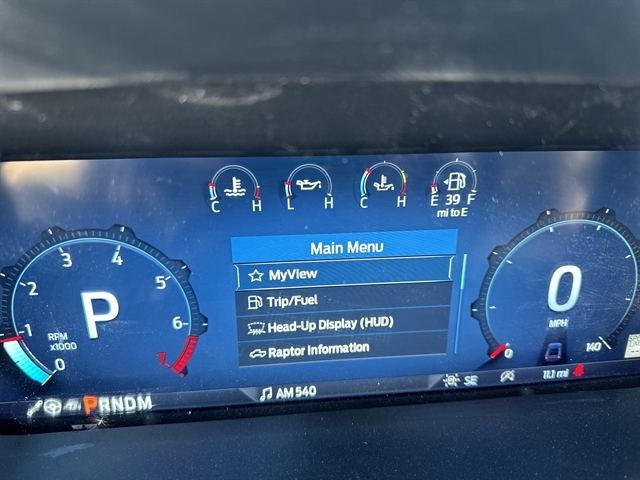 C H
L H
C H
E 39 F
mi to E
Main Menu
MyView
Trip/Fuel
Head-Up Display (HUD)
Raptor Information
0 1 2 3 4 5 6 7
RPM
x1000
P
0
MPH
0 140
PRNDM
AM 540
SE
11.1 mi